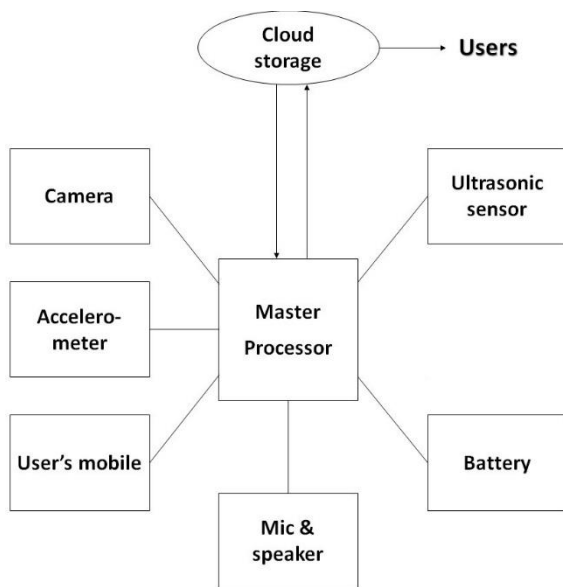 Cloud
storage
Users
Camera
Ultrasonic
sensor
Accelero-
meter
Master
Processor
User's mobile
Battery
Mic &
speaker